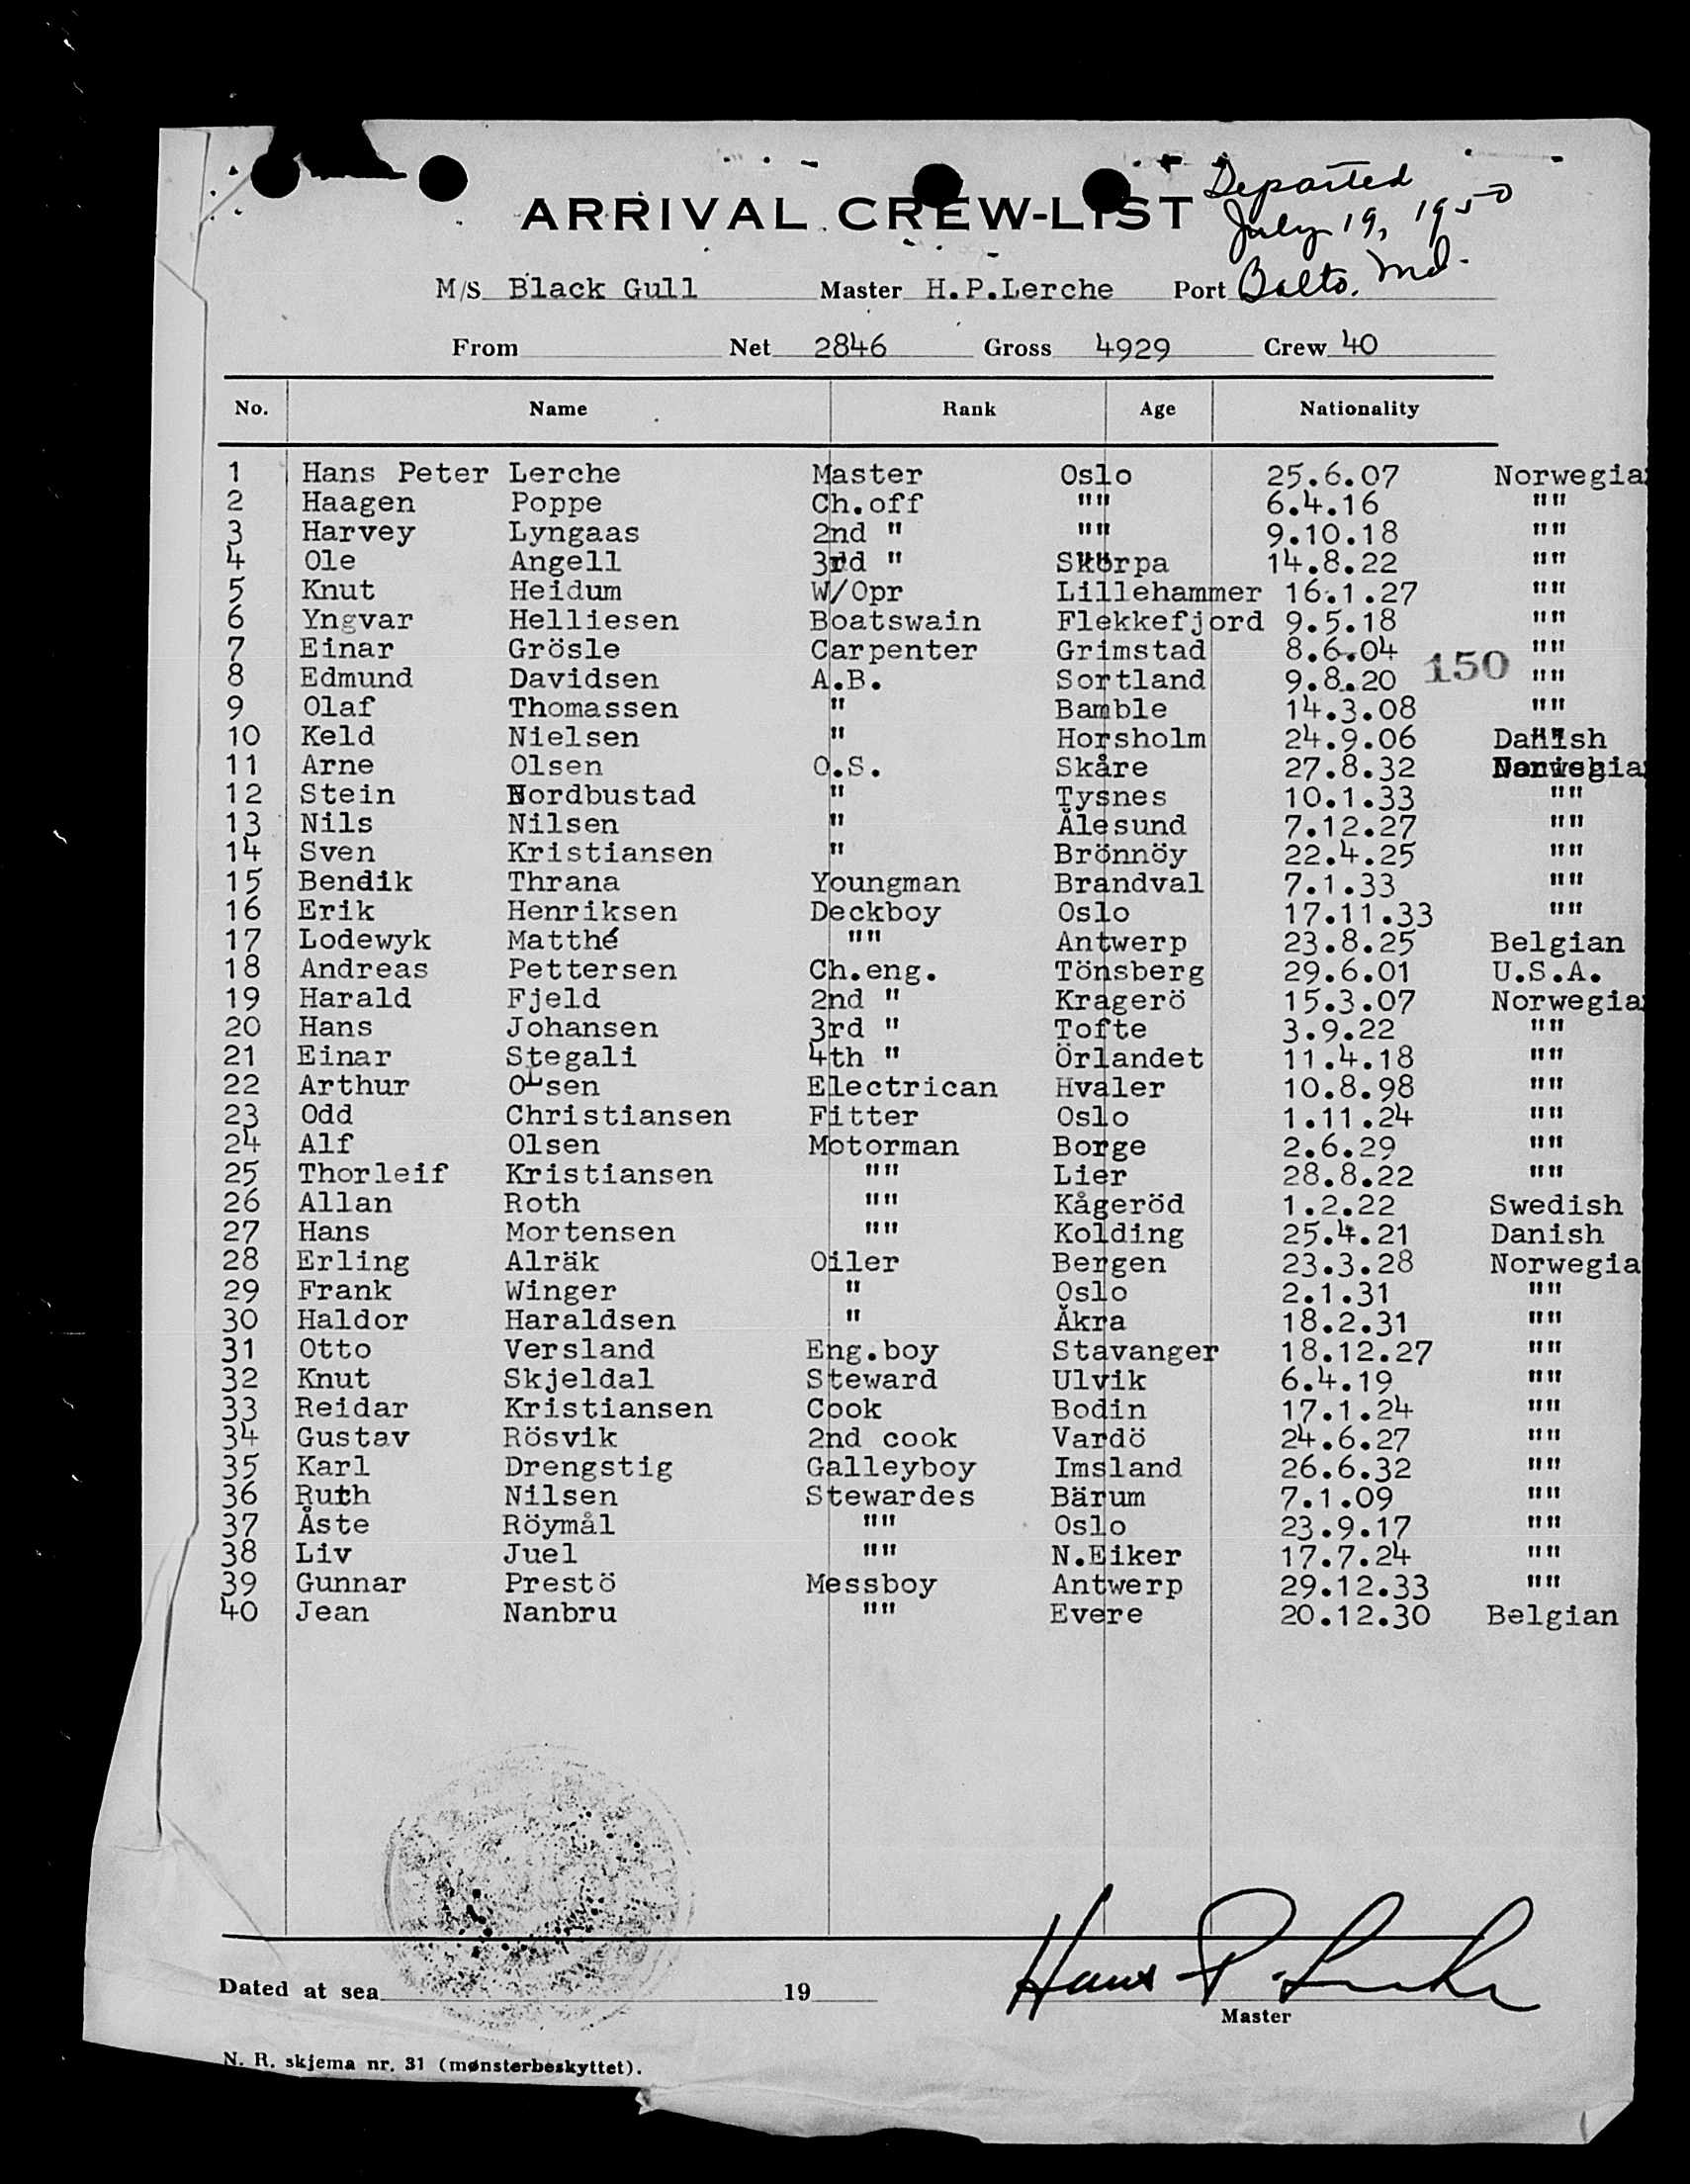 ARRIVAL CREW-LIST
Departed
July 19, 1950
Balto. Md.
M/S Black Gull Master H.P.Lerche Port
From Net 2846 Gross 4929 Crew 40
No. Name Rank Age Nationality
1 Hans Peter Lerche Master Oslo 25.6.07 Norwegia
2 Haagen Poppe Ch.off "" 6.4.16 ""
3 Harvey Lyngaas 2nd " "" 9.10.18 ""
4 Ole Angell 3rd " Skorpa 14.8.22 ""
5 Knut Heidum W/Opr Lillehammer 16.1.27 ""
6 Yngvar Helliesen Boatswain Flekkefjord 9.5.18 ""
7 Einar Grösle Carpenter Grimstad 8.6.04 ""
150
8 Edmund Davidsen A.B. Sortland 9.8.20 ""
9 Olaf Thomassen " Bamble 14.3.08 ""
10 Keld Nielsen " Horsholm 24.9.06 Danish
11 Arne Olsen O.S. Skåre 27.8.32 Norwegia
12 Stein Nordbustad " Tysnes 10.1.33 ""
13 Nils Nilsen " Ålesund 7.12.27 ""
14 Sven Kristiansen " Brönnöy 22.4.25 ""
15 Bendik Thrana Youngman Brandval 7.1.33 ""
16 Erik Henriksen Deckboy Oslo 17.11.33 ""
17 Lodewyk Matthé "" Antwerp 23.8.25 Belgian
18 Andreas Pettersen Ch.eng. Tönsberg 29.6.01 U.S.A.
19 Harald Fjeld 2nd " Kragerö 15.3.07 Norwegia
20 Hans Johansen 3rd " Tofte 3.9.22 ""
21 Einar Stegali 4th " Örlandet 11.4.18 ""
22 Arthur Olsen Electrican Hvaler 10.8.98 ""
23 Odd Christiansen Fitter Oslo 1.11.24 ""
24 Alf Olsen Motorman Borge 2.6.29 ""
25 Thorleif Kristiansen "" Lier 28.8.22 ""
26 Allan Roth "" Kågeröd 1.2.22 Swedish
27 Hans Mortensen "" Kolding 25.4.21 Danish
28 Erling Alräk Oiler Bergen 23.3.28 Norwegia
29 Frank Winger " Oslo 2.1.31 ""
30 Haldor Haraldsen " Åkra 18.2.31 ""
31 Otto Versland Eng.boy Stavanger 18.12.27 ""
32 Knut Skjeldal Steward Ulvik 6.4.19 ""
33 Reidar Kristiansen Cook Bodin 17.1.24 ""
34 Gustav Rösvik 2nd cook Vardö 24.6.27 ""
35 Karl Drengstig Galleyboy Imsland 26.6.32 ""
36 Ruth Nilsen Stewardes Bärum 7.1.09 ""
37 Åste Röymål "" Oslo 23.9.17 ""
38 Liv Juel "" N.Eiker 17.7.24 ""
39 Gunnar Prestö Messboy Antwerp 29.12.33 ""
40 Jean Nanbru "" Evere 20.12.30 Belgian
Hans P. Lerche
Dated at sea 19
Master
N. R. skjema nr. 31 (mønsterbeskyttet).